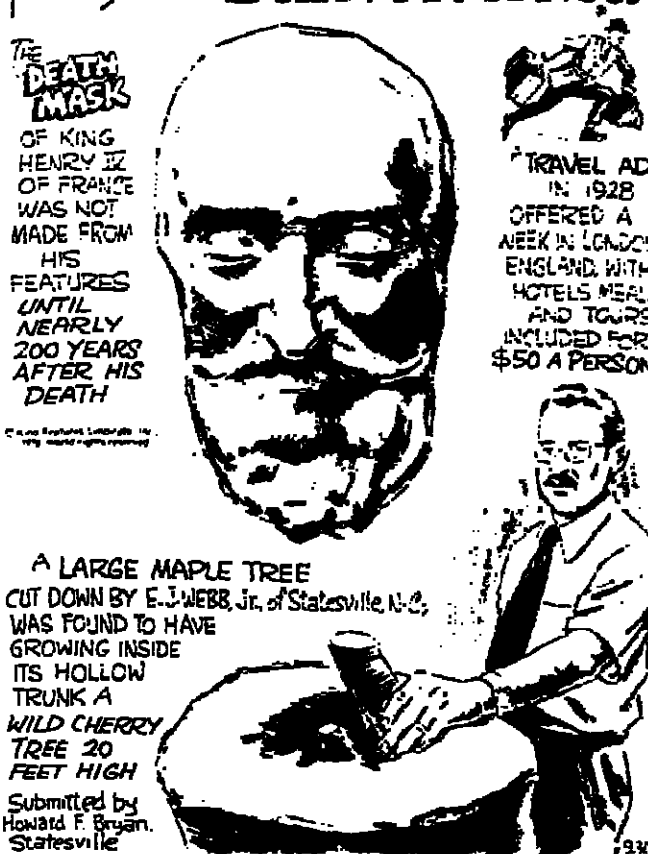 THE
DEATH
MASK
OF KING
HENRY IV
OF FRANCE
WAS NOT
MADE FROM
HIS
FEATURES
UNTIL
NEARLY
200 YEARS
AFTER HIS
DEATH
TRAVEL AD
IN 1928
OFFERED A
WEEK IN LONDON
ENGLAND, WITH
HOTELS MEALS
AND TOURS
INCLUDED FOR
$50 A PERSON
world rights reserved
A LARGE MAPLE TREE
CUT DOWN BY E.J. WEBB, Jr. of Statesville, N.C.,
WAS FOUND TO HAVE
GROWING INSIDE
ITS HOLLOW
TRUNK A
WILD CHERRY
TREE 20
FEET HIGH
Submitted by
Howard F. Bryan.
Statesville